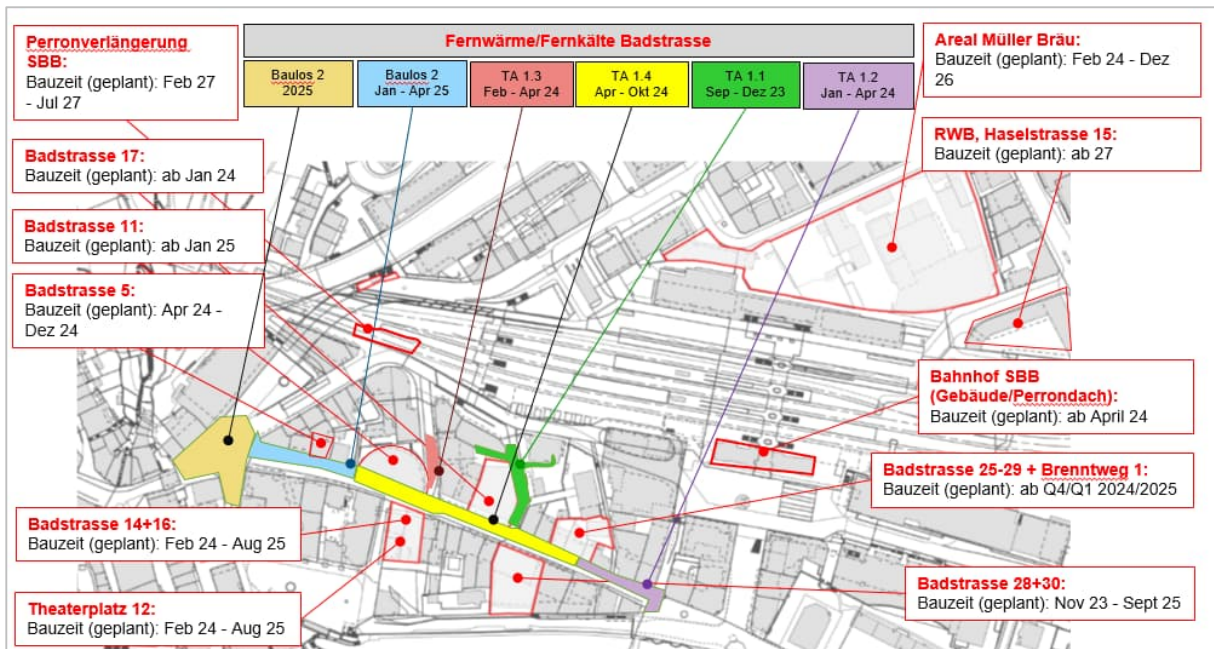 Perronverlängerung
SBB:
Bauzeit (geplant): Feb 27
- Jul 27
Fernwärme/Fernkälte Badstrasse
Baulos 2
2025
Baulos 2
Jan - Apr 25
TA 1.3
Feb - Apr 24
TA 1.4
Apr - Okt 24
TA 1.1
Sep - Dez 23
TA 1.2
Jan - Apr 24
Areal Müller Bräu:
Bauzeit (geplant): Feb 24 - Dez
26
RWB, Haselstrasse 15:
Bauzeit (geplant): ab 27
Badstrasse 17:
Bauzeit (geplant): ab Jan 24
Badstrasse 11:
Bauzeit (geplant): ab Jan 25
Badstrasse 5:
Bauzeit (geplant): Apr 24 -
Dez 24
Bahnhof SBB
(Gebäude/Perrondach):
Bauzeit (geplant): ab April 24
Badstrasse 25-29 + Brenntweg 1:
Bauzeit (geplant): ab Q4/Q1 2024/2025
Badstrasse 14+16:
Bauzeit (geplant): Feb 24 - Aug 25
Badstrasse 28+30:
Bauzeit (geplant): Nov 23 - Sept 25
Theaterplatz 12:
Bauzeit (geplant): Feb 24 - Aug 25